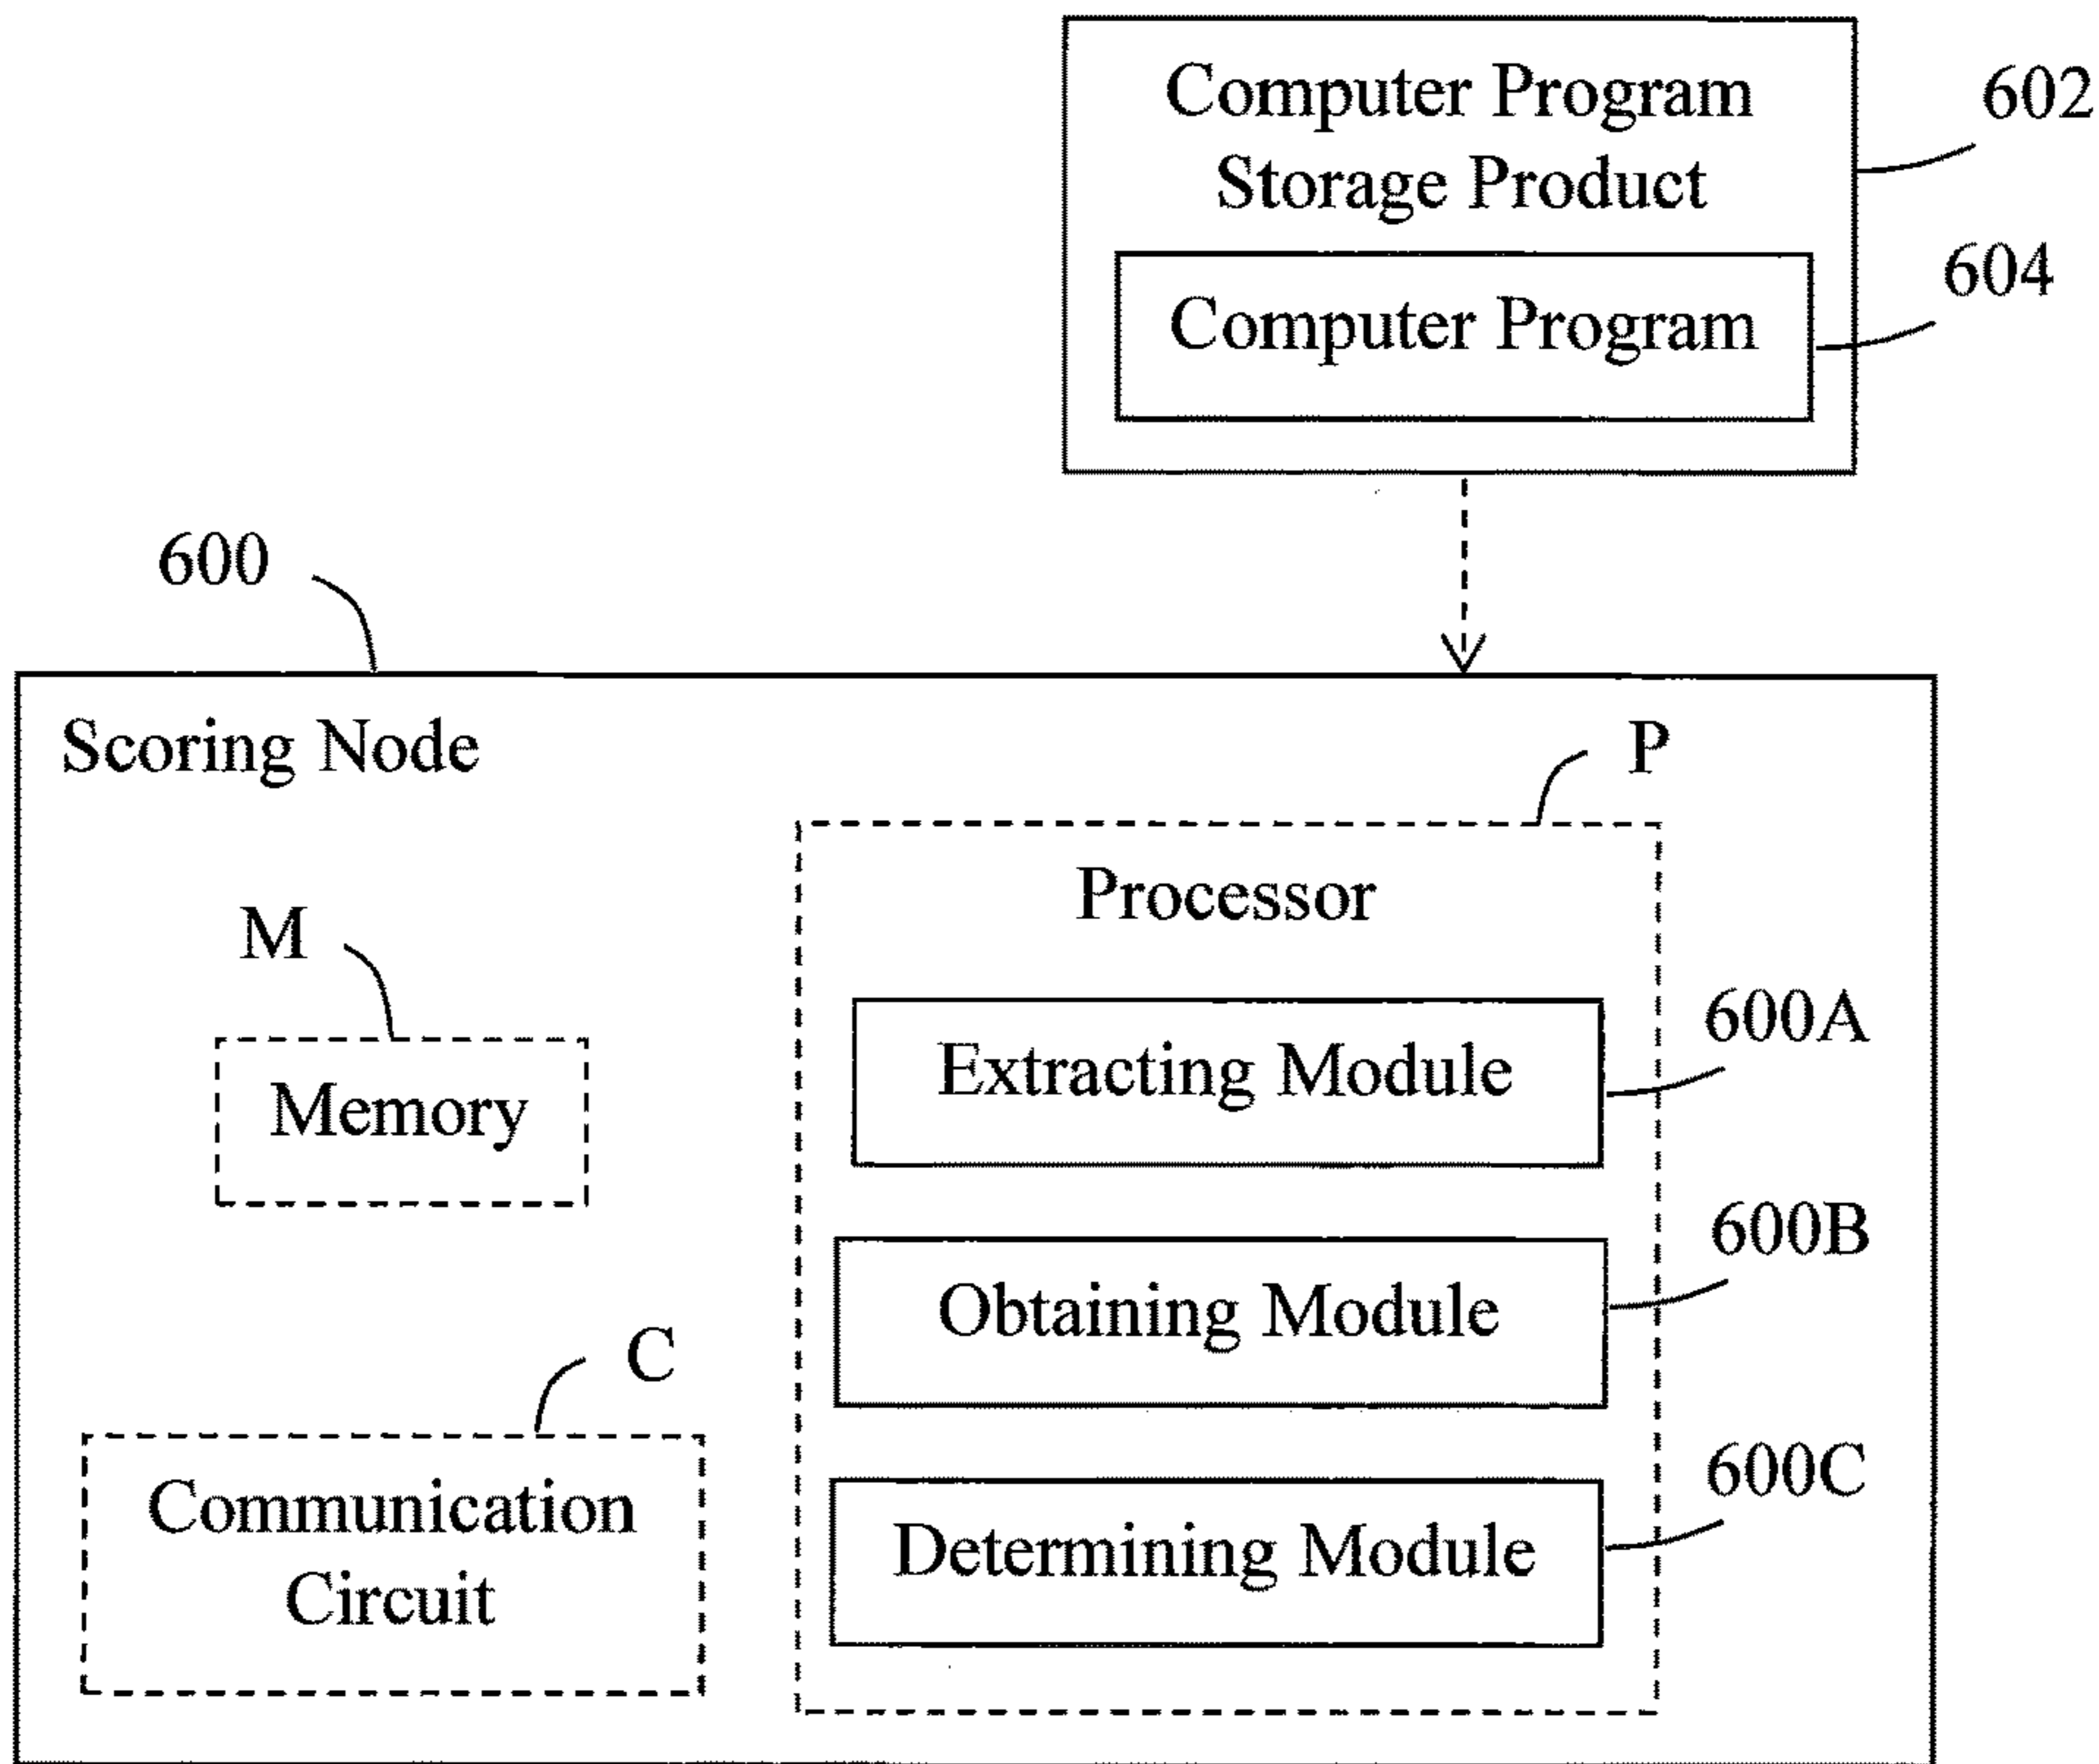 Computer Program
Storage Product
602
Computer Program
604
600
Scoring Node
P
Processor
M
Memory
Extracting Module
600A
Obtaining Module
600B
C
Communication
Circuit
Determining Module
600C